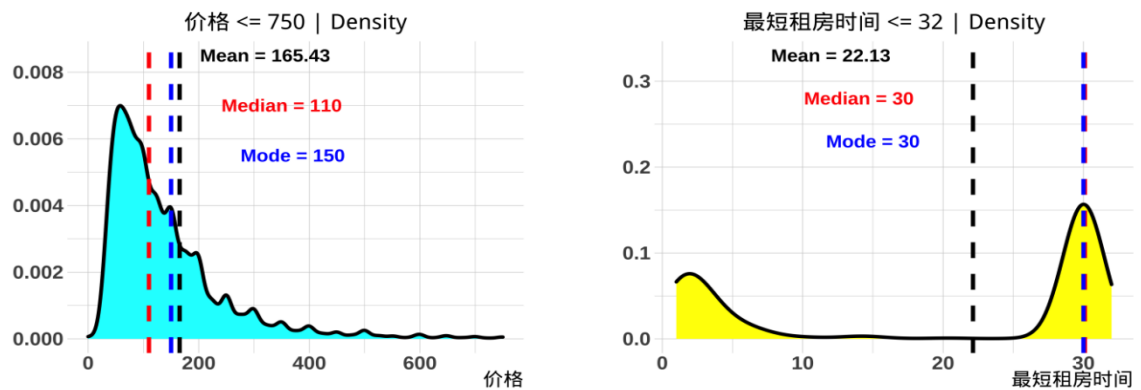 价格 <= 750 | Density
Mean = 165.43
Median = 110
Mode = 150
0.008
0.006
0.004
0.002
0.000
0 200 400 600
价格
最短租房时间 <= 32 | Density
Mean = 22.13
Median = 30
Mode = 30
0.3
0.2
0.1
0.0
0 10 20 30
最短租房时间